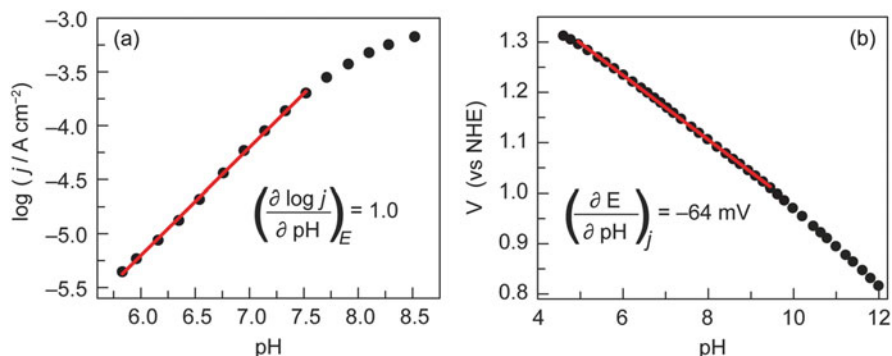 (a)
log (j / A cm⁻²)
−3.0
−3.5
−4.0
−4.5
−5.0
−5.5
(∂ log j / ∂ pH)E = 1.0
6.0 6.5 7.0 7.5 8.0 8.5
pH
(b)
V (vs NHE)
1.3
1.2
1.1
1.0
0.9
0.8
(∂ E / ∂ pH)j = −64 mV
4 6 8 10 12
pH